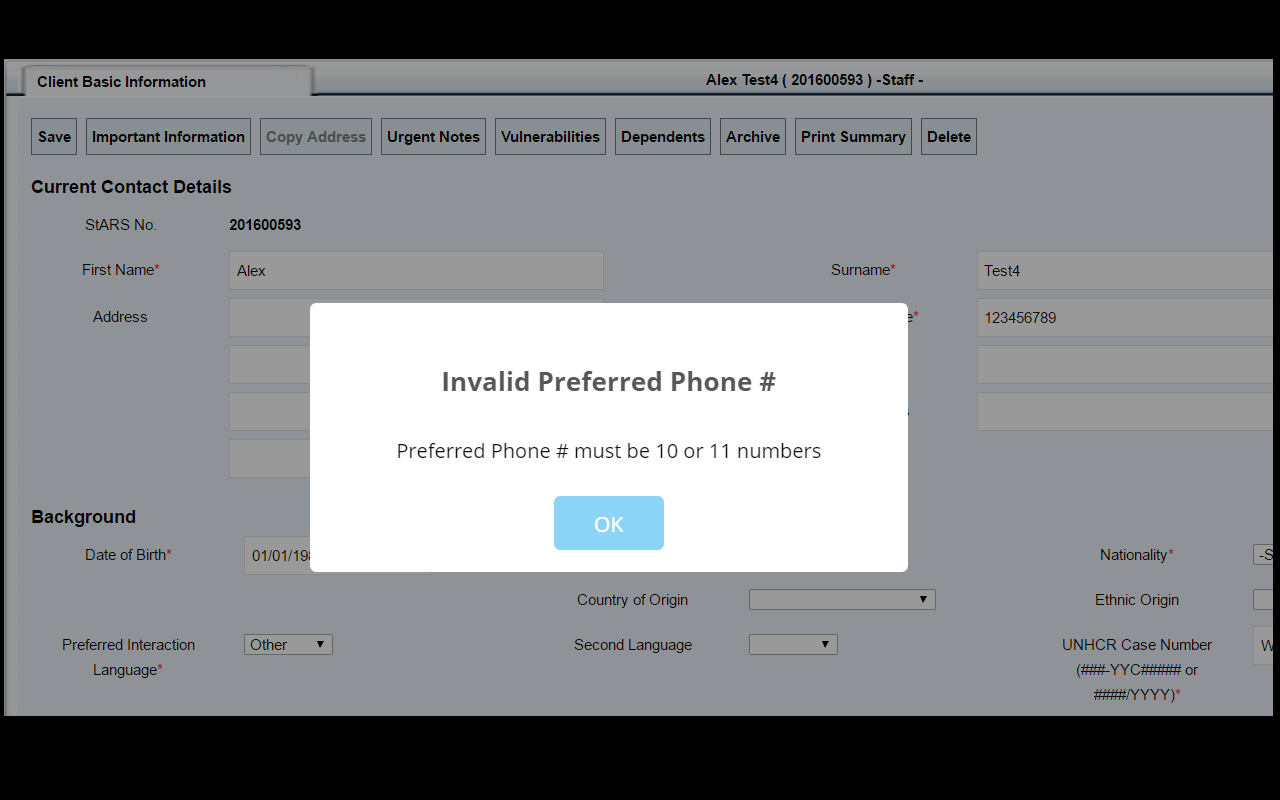 Client Basic Information
Alex Test4 ( 201600593 ) -Staff -
Save Important Information Copy Address Urgent Notes Vulnerabilities Dependents Archive Print Summary Delete
Current Contact Details
StARS No. 201600593
First Name* Alex Surname* Test4
Address 123456789
Invalid Preferred Phone #
Preferred Phone # must be 10 or 11 numbers
OK
Background
Date of Birth* 01/01/19 Nationality*
Country of Origin Ethnic Origin
Preferred Interaction Other Second Language UNHCR Case Number
Language* (###-YYC##### or
####/YYYY)*